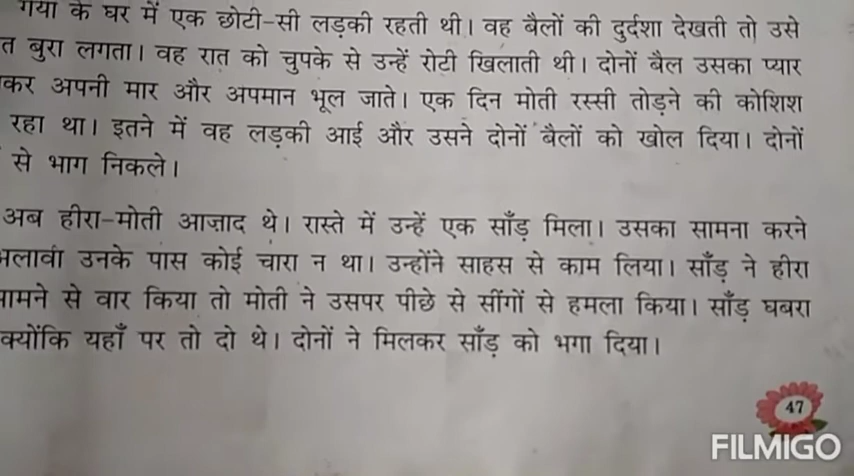 गया के घर में एक छोटी-सी लड़की रहती थी। वह बैलों की दुर्दशा देखती तो उसे
त बुरा लगता। वह रात को चुपके से उन्हें रोटी खिलाती थी। दोनों बैल उसका प्यार
कर अपनी मार और अपमान भूल जाते। एक दिन मोती रस्सी तोड़ने की कोशिश
रहा था। इतने में वह लड़की आई और उसने दोनों बैलों को खोल दिया। दोनों
से भाग निकले।
अब हीरा-मोती आज़ाद थे। रास्ते में उन्हें एक साँड़ मिला। उसका सामना करने
अलावा उनके पास कोई चारा न था। उन्होंने साहस से काम लिया। साँड़ ने हीरा
सामने से वार किया तो मोती ने उसपर पीछे से सींगों से हमला किया। साँड़ घबरा
क्योंकि यहाँ पर तो दो थे। दोनों ने मिलकर साँड़ को भगा दिया।
47
FILMIGO